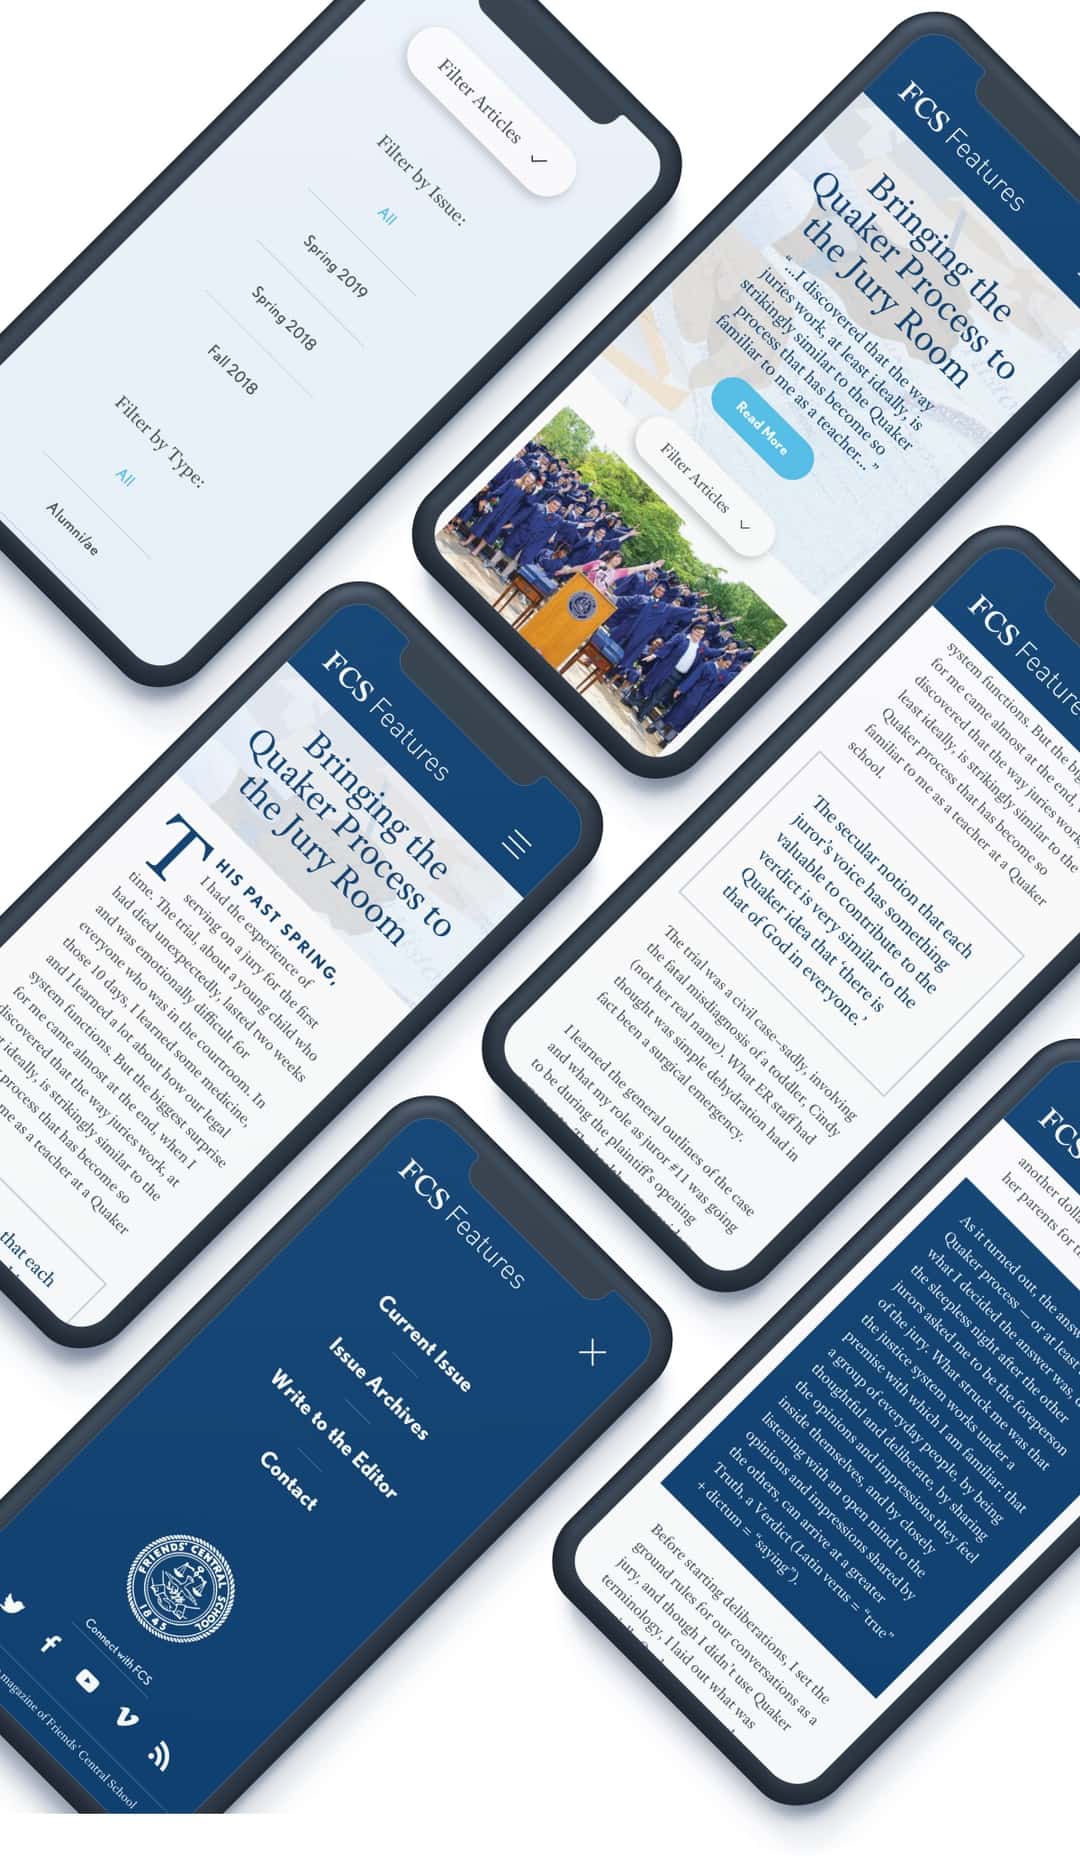 Filter Articles
Filter by Issue:
All
Spring 2019
Spring 2018
Fall 2018
Filter by Type:
All
Alumni/ae
FCS Features
Bringing the
Quaker Process to
the Jury Room
“...I discovered that the way
juries work, at least ideally, is
strikingly similar to the Quaker
process that has become so
familiar to me as a teacher... ”
Read More
Filter Articles
FCS Features
Bringing the
Quaker Process to
the Jury Room
THIS PAST SPRING,
I had the experience of
serving on a jury for the first
time. The trial, about a young child who
had died unexpectedly, lasted two weeks
and was emotionally difficult for
everyone who was in the courtroom. In
those 10 days, I learned some medicine,
and I learned a lot about how our legal
system functions. But the biggest surprise
for me came almost at the end, when I
discovered that the way juries work, at
ideally, is strikingly similar to the
process that has become so
me as a teacher at a Quaker
that each
FCS Feature
system functions. But the big
for me came almost at the end,
discovered that the way juries work,
least ideally, is strikingly similar to the
Quaker process that has become so
familiar to me as a teacher at a Quaker
school.
The secular notion that each
juror’s voice has something
valuable to contribute to the
verdict is very similar to the
Quaker idea that ‘there is
that of God in everyone.’
The trial was a civil case–sadly, involving
the fatal misdiagnosis of a toddler, Cindy
(not her real name). What ER staff had
thought was simple dehydration had in
fact been a surgical emergency.
I learned the general outlines of the case
and what my role as juror #11 was going
to be during the plaintiff’s opening
FCS Features
Current Issue
Issue Archives
Write to the Editor
Contact
FRIENDS’ CENTRAL SCHOOL
1845
Connect with FCS
magazine of Friends’ Central School
FCS
another doll
her parents for t
As it turned out, the answ
Quaker process — or at least
what I decided the answer was,
the sleepless night after the other
jurors asked me to be the foreperson
of the jury. What struck me was that
the justice system works under a
premise with which I am familiar: that
a group of everyday people, by being
thoughtful and deliberate, by sharing
the opinions and impressions they feel
inside themselves, and by closely
listening with an open mind to the
opinions and impressions shared by
the others, can arrive at a greater
Truth, a Verdict (Latin verus = “true”
+ dictum = “saying”).
Before starting deliberations, I set the
ground rules for our conversations as a
jury, and though I didn’t use Quaker
terminology, I laid out what was